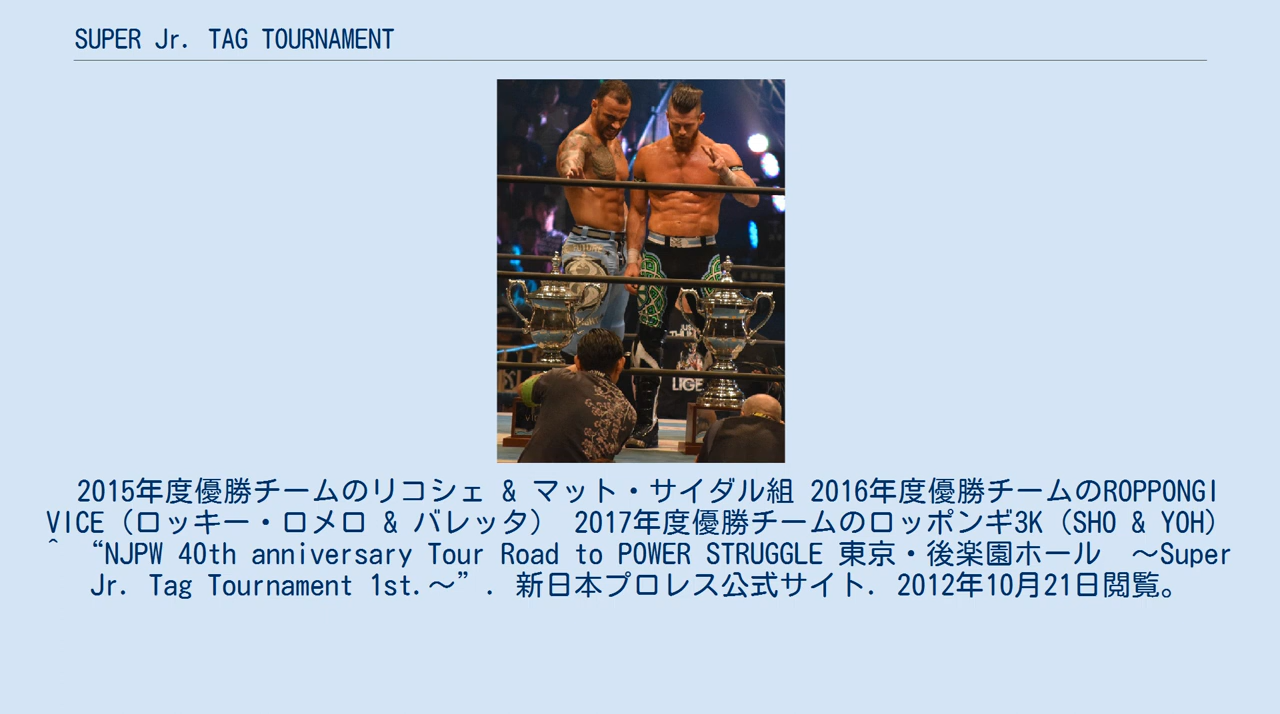 SUPER Jr. TAG TOURNAMENT
LIGE
2015年度優勝チームのリコシェ & マット・サイダル組 2016年度優勝チームのROPPONGI
VICE（ロッキー・ロメロ & バレッタ） 2017年度優勝チームのロッポンギ3K（SHO & YOH）
^ “NJPW 40th anniversary Tour Road to POWER STRUGGLE 東京・後楽園ホール　～Super
Jr. Tag Tournament 1st.～”. 新日本プロレス公式サイト. 2012年10月21日閲覧。